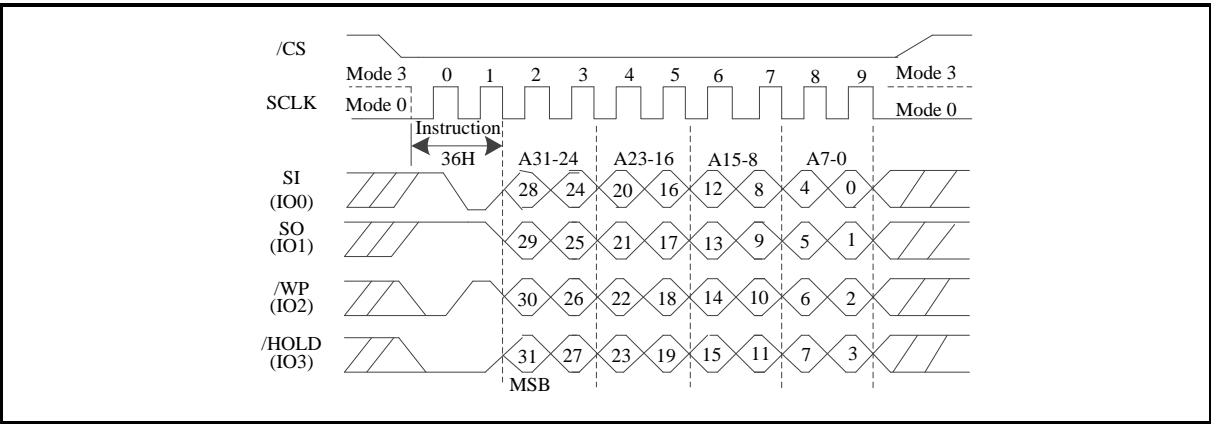 /CS
Mode 3 0 1 2 3 4 5 6 7 8 9 Mode 3
SCLK Mode 0 Mode 0
Instruction
36H A31-24 A23-16 A15-8 A7-0
SI
(IO0) 28 24 20 16 12 8 4 0
SO
(IO1) 29 25 21 17 13 9 5 1
/WP
(IO2) 30 26 22 18 14 10 6 2
/HOLD
(IO3) 31 27 23 19 15 11 7 3
MSB